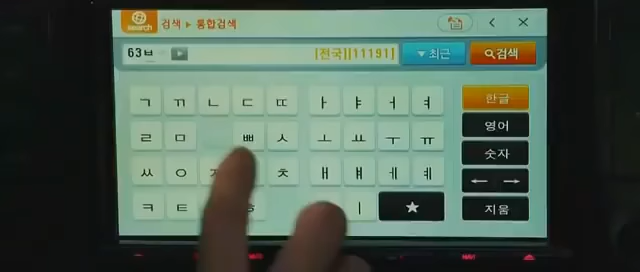 search 검색 ▶ 통합검색
63ㅂ [전국][11191] ▼최근 검색
ㄱ ㄲ ㄴ ㄷ ㄸ ㅏ ㅑ ㅓ ㅕ 한글
ㄹ ㅁ ㅃ ㅅ ㅗ ㅛ ㅜ ㅠ 영어
ㅆ ㅇ ㅊ ㅐ ㅒ ㅔ ㅖ 숫자
ㅋ ㅌ ㅣ ★ ← →
지움